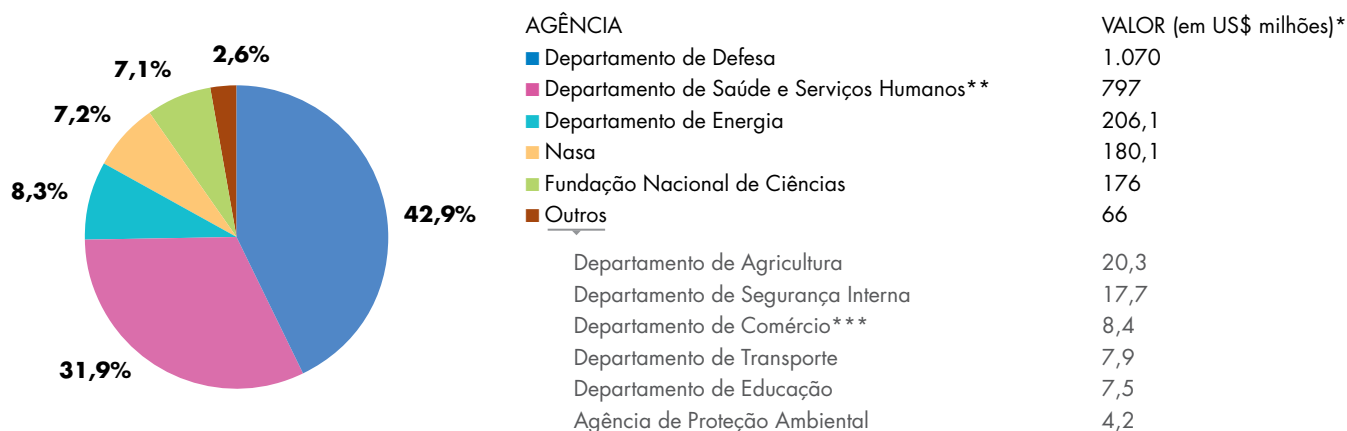 AGÊNCIA VALOR (em US$ milhões)*
Departamento de Defesa 1.070
Departamento de Saúde e Serviços Humanos** 797
Departamento de Energia 206,1
Nasa 180,1
Fundação Nacional de Ciências 176
Outros 66
Departamento de Agricultura 20,3
Departamento de Segurança Interna 17,7
Departamento de Comércio*** 8,4
Departamento de Transporte 7,9
Departamento de Educação 7,5
Agência de Proteção Ambiental 4,2
2,6%
7,1%
7,2%
8,3%
42,9%
31,9%